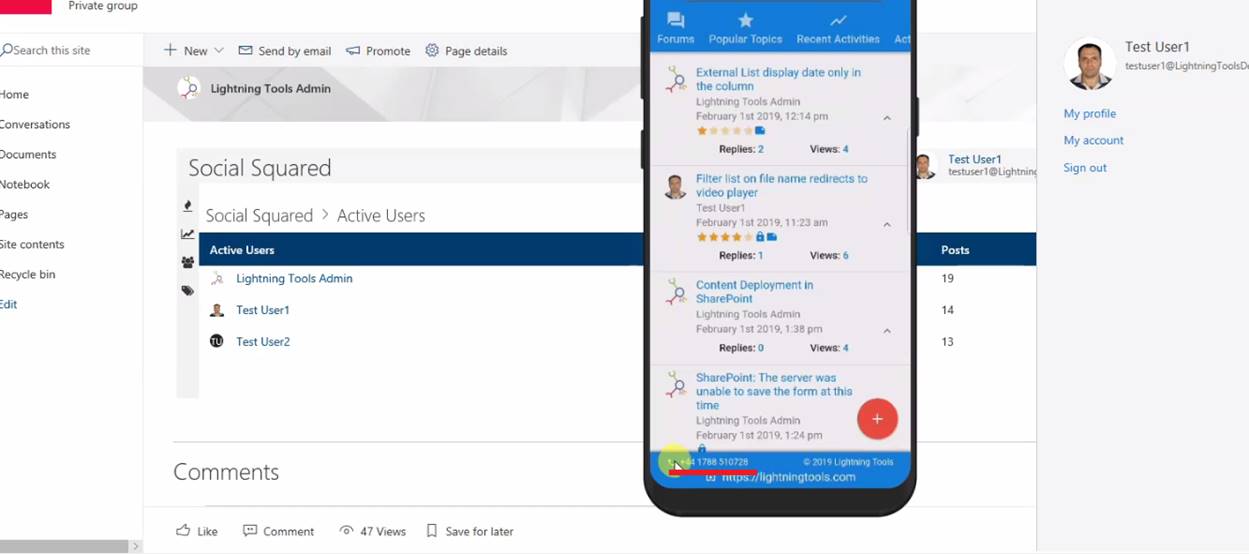 Private group
Search this site
New
Send by email
Promote
Page details
Lightning Tools Admin
Home
Conversations
Documents
Notebook
Pages
Site contents
Recycle bin
Edit
Social Squared
Social Squared > Active Users
Active Users
Posts
Lightning Tools Admin
19
Test User1
14
TU
Test User2
13
Comments
Like
Comment
47 Views
Save for later
Forums
Popular Topics
Recent Activities
Act
External List display date only in
the column
Lightning Tools Admin
February 1st 2019, 12:14 pm
Replies: 2
Views: 4
Filter list on file name redirects to
video player
Test User1
February 1st 2019, 11:23 am
Replies: 1
Views: 6
Content Deployment in
SharePoint
Lightning Tools Admin
February 1st 2019, 1:38 pm
Replies: 0
Views: 4
SharePoint: The server was
unable to save the form at this
time
Lightning Tools Admin
February 1st 2019, 1:24 pm
+44 1788 510728
© 2019 Lightning Tools
https://lightningtools.com
Test User1
testuser1@Lightning
Test User1
testuser1@LightningToolsDe
My profile
My account
Sign out